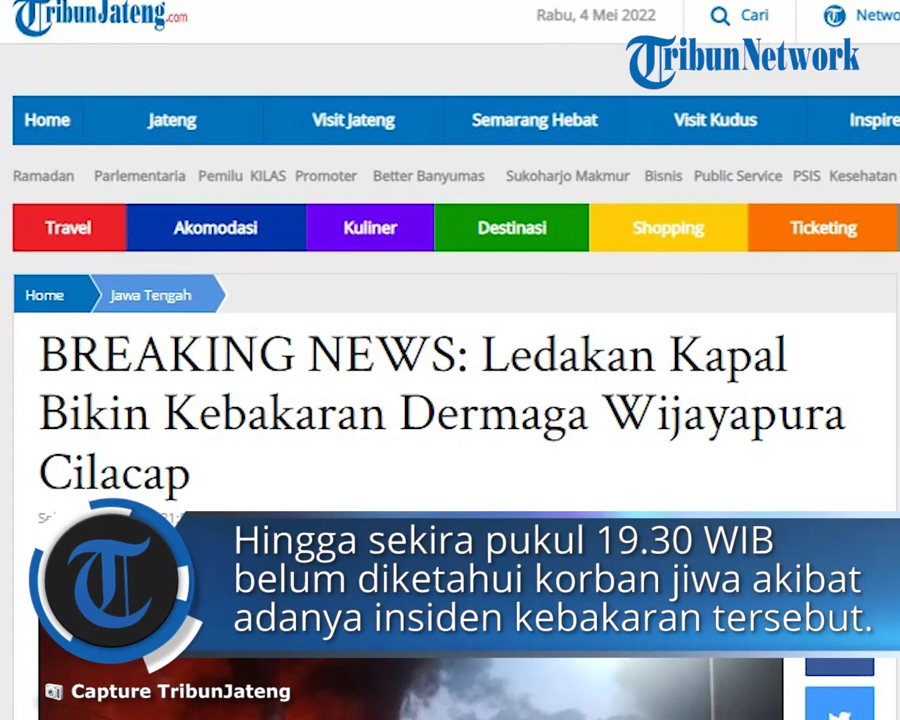 TribunJateng.com
Rabu, 4 Mei 2022
Cari
Netwo
TribunNetwork
Home Jateng Visit Jateng Semarang Hebat Visit Kudus Inspire
Ramadan Parlementaria Pemilu KILAS Promoter Better Banyumas Sukoharjo Makmur Bisnis Public Service PSIS Kesehatan
Travel Akomodasi Kuliner Destinasi Shopping Ticketing
Home Jawa Tengah
BREAKING NEWS: Ledakan Kapal
Bikin Kebakaran Dermaga Wijayapura
Cilacap
Hingga sekira pukul 19.30 WIB
belum diketahui korban jiwa akibat
adanya insiden kebakaran tersebut.
Capture TribunJateng